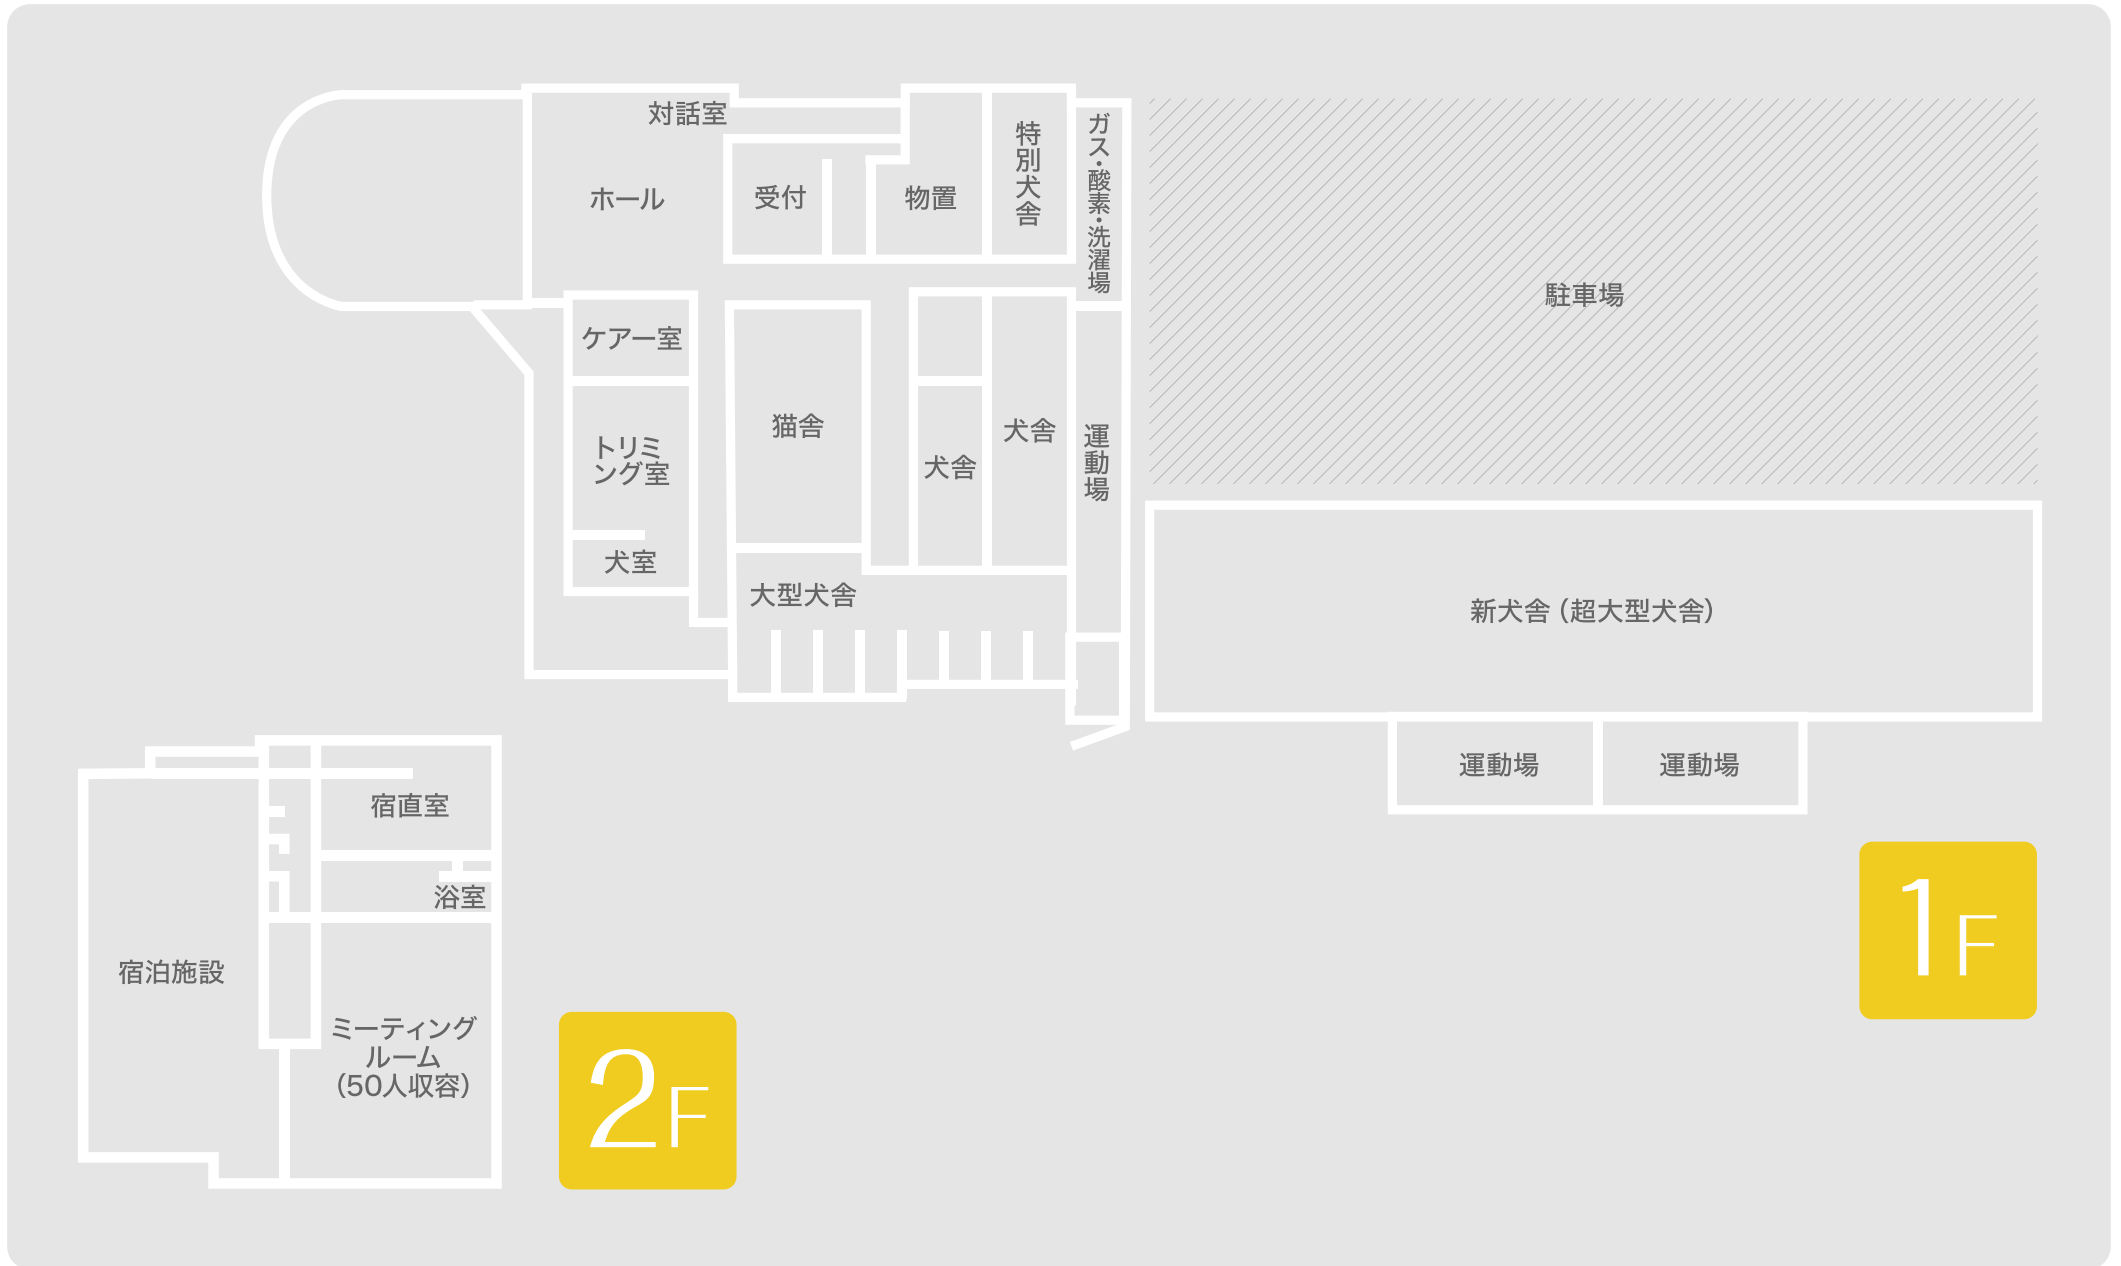 対話室
ホール
受付
物置
特別犬舎
ガス・酸素・洗濯場
駐車場
ケアー室
トリミ
ング室
犬室
猫舎
犬舎
犬舎
運動場
大型犬舎
新犬舎（超大型犬舎）
運動場
運動場
1F
宿直室
浴室
宿泊施設
ミーティング
ルーム
（50人収容）
2F